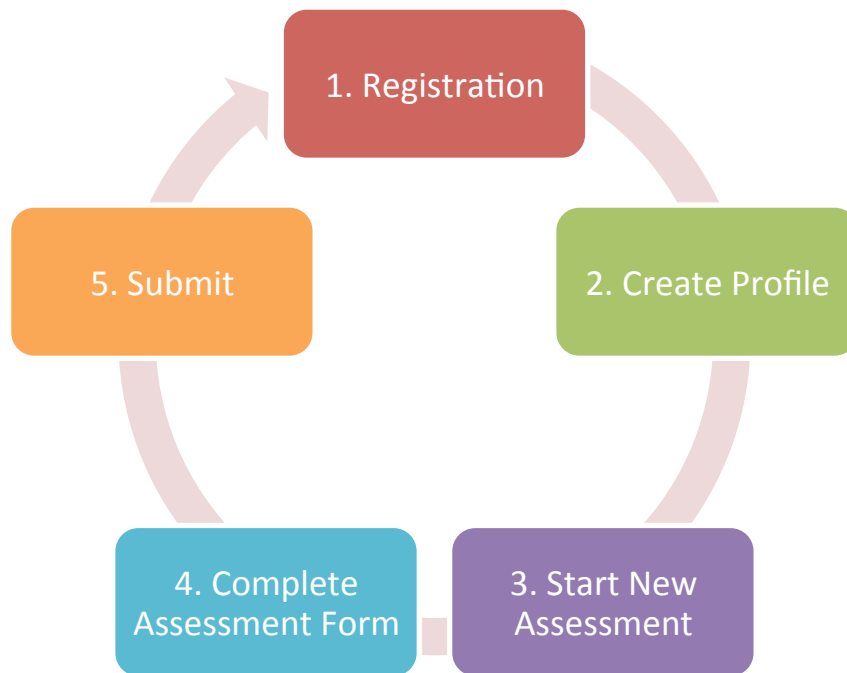 1. Registration
2. Create Profile
3. Start New
Assessment
4. Complete
Assessment Form
5. Submit